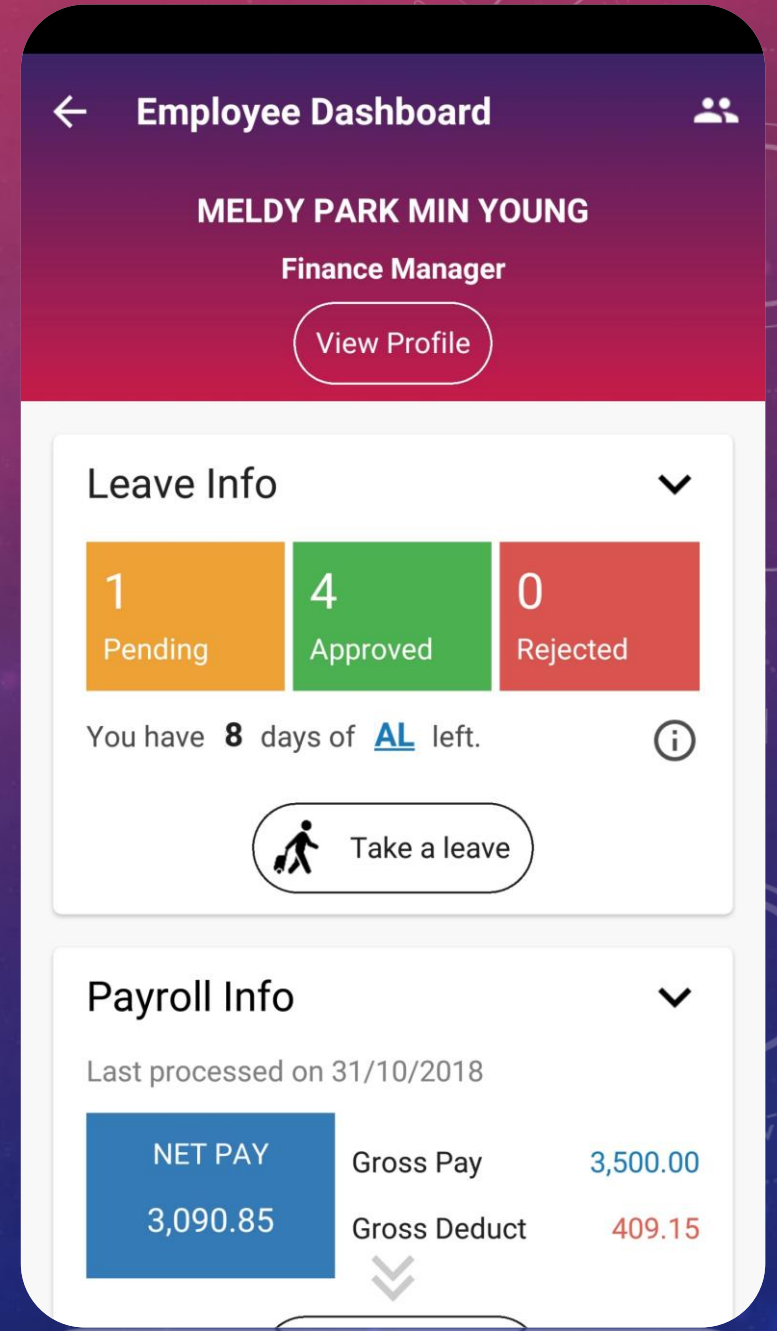 Employee Dashboard
MELDY PARK MIN YOUNG
Finance Manager
View Profile
Leave Info
1
Pending
4
Approved
0
Rejected
You have 8 days of AL left.
Take a leave
Payroll Info
Last processed on 31/10/2018
NET PAY
3,090.85
Gross Pay 3,500.00
Gross Deduct 409.15